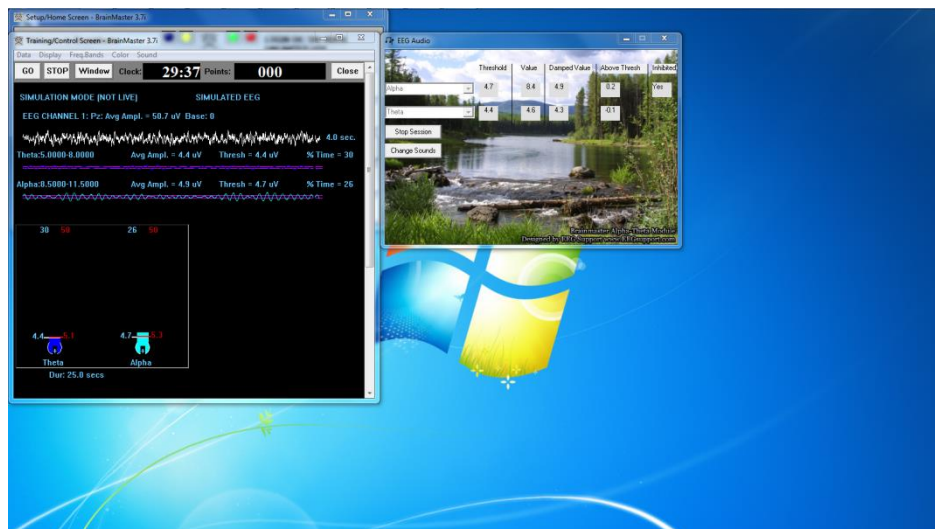 Setup/Home Screen - BrainMaster 3.7i
Training/Control Screen - BrainMaster 3.7i
Data Display Freq.Bands Color Sound
GO STOP Window Clock: 29:37 Points: 000 Close
SIMULATION MODE (NOT LIVE) SIMULATED EEG
EEG CHANNEL 1: Pz: Avg Ampl. = 50.7 uV Base: 0
4.0 sec.
Theta:5.0000-8.0000 Avg Ampl. = 4.4 uV Thresh = 4.4 uV % Time = 30
Alpha:8.5000-11.5000 Avg Ampl. = 4.9 uV Thresh = 4.7 uV % Time = 26
30 50 26 50
4.4 5.1 4.7 5.3
Theta Alpha
Dur: 25.0 secs
EEG Audio
Threshold Value Damped Value Above Thresh Inhibited
Alpha 4.7 8.4 4.9 0.2 Yes
Theta 4.4 4.6 4.3 -0.1
Stop Session
Change Sounds
Brainmaster Alpha-Theta Module
Designed by EEG Support www.EEGsupport.com